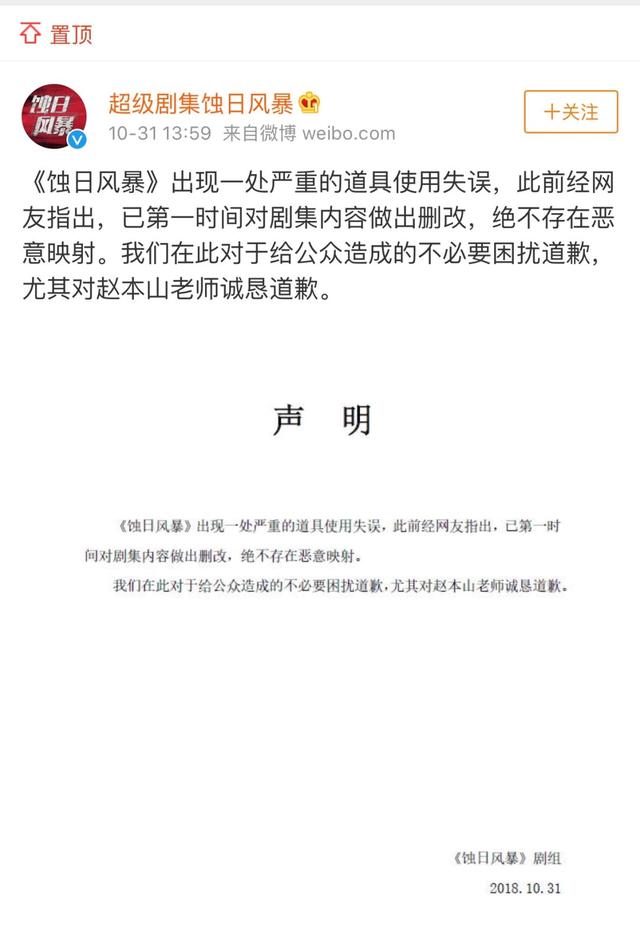 置顶
蚀日
风暴
超级剧集蚀日风暴
10-31 13:59 来自微博 weibo.com
+关注
《蚀日风暴》出现一处严重的道具使用失误，此前经网
友指出，已第一时间对剧集内容做出删改，绝不存在恶
意映射。我们在此对于给公众造成的不必要困扰道歉，
尤其对赵本山老师诚恳道歉。
声 明
《蚀日风暴》出现一处严重的道具使用失误，此前经网友指出，已第一时
间对剧集内容做出删改，绝不存在恶意映射。
我们在此对于给公众造成的不必要困扰道歉，尤其对赵本山老师诚恳道歉。
《蚀日风暴》剧组
2018.10.31